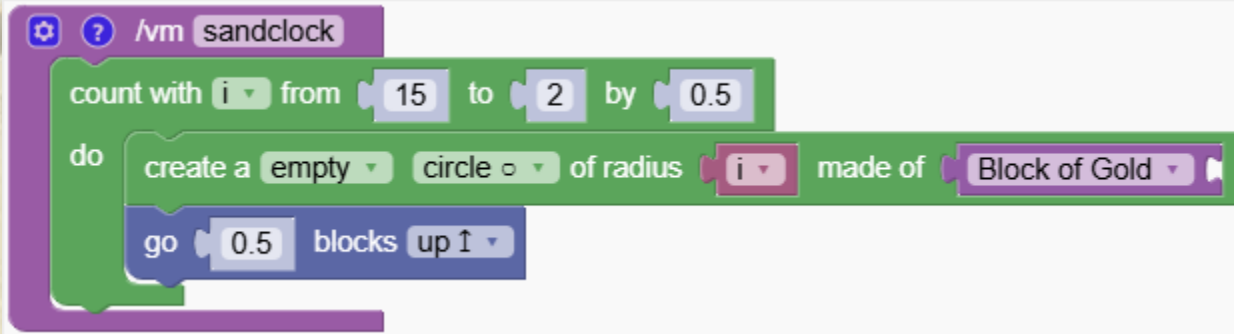 ? /vm sandclock
count with i from 15 to 2 by 0.5
do
create a empty circle ○ of radius i made of Block of Gold
go 0.5 blocks up ↥